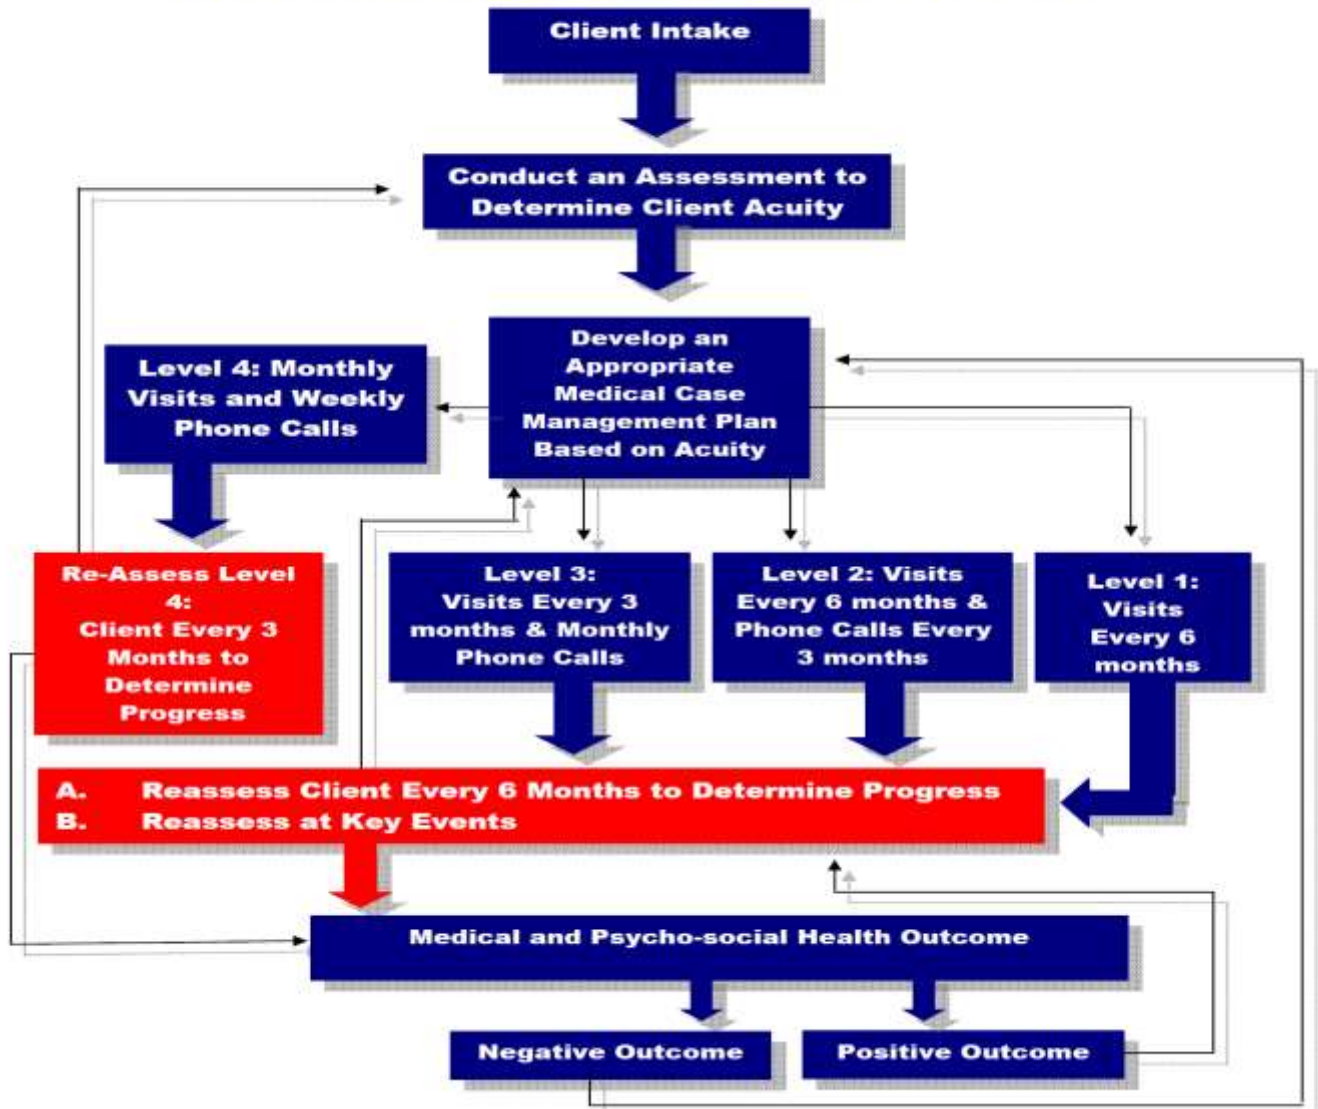 Client Intake
Conduct an Assessment to
Determine Client Acuity
Develop an
Appropriate
Medical Case
Management Plan
Based on Acuity
Level 4: Monthly
Visits and Weekly
Phone Calls
Re-Assess Level
4:
Client Every 3
Months to
Determine
Progress
Level 3:
Visits Every 3
months & Monthly
Phone Calls
Level 2: Visits
Every 6 months &
Phone Calls Every
3 months
Level 1:
Visits
Every 6
months
A. Reassess Client Every 6 Months to Determine Progress
B. Reassess at Key Events
Medical and Psycho-social Health Outcome
Negative Outcome
Positive Outcome